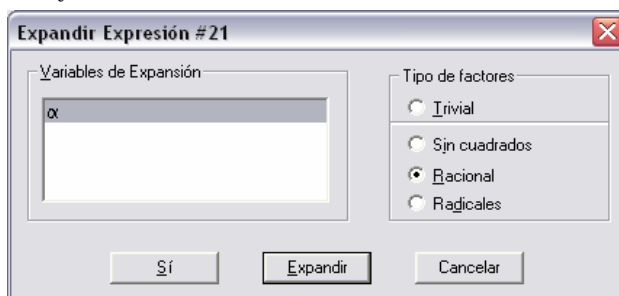 Expandir Expresión #21
Variables de Expansión
α
Tipo de factores
Trivial
Sin cuadrados
Racional
Radicales
Sí
Expandir
Cancelar